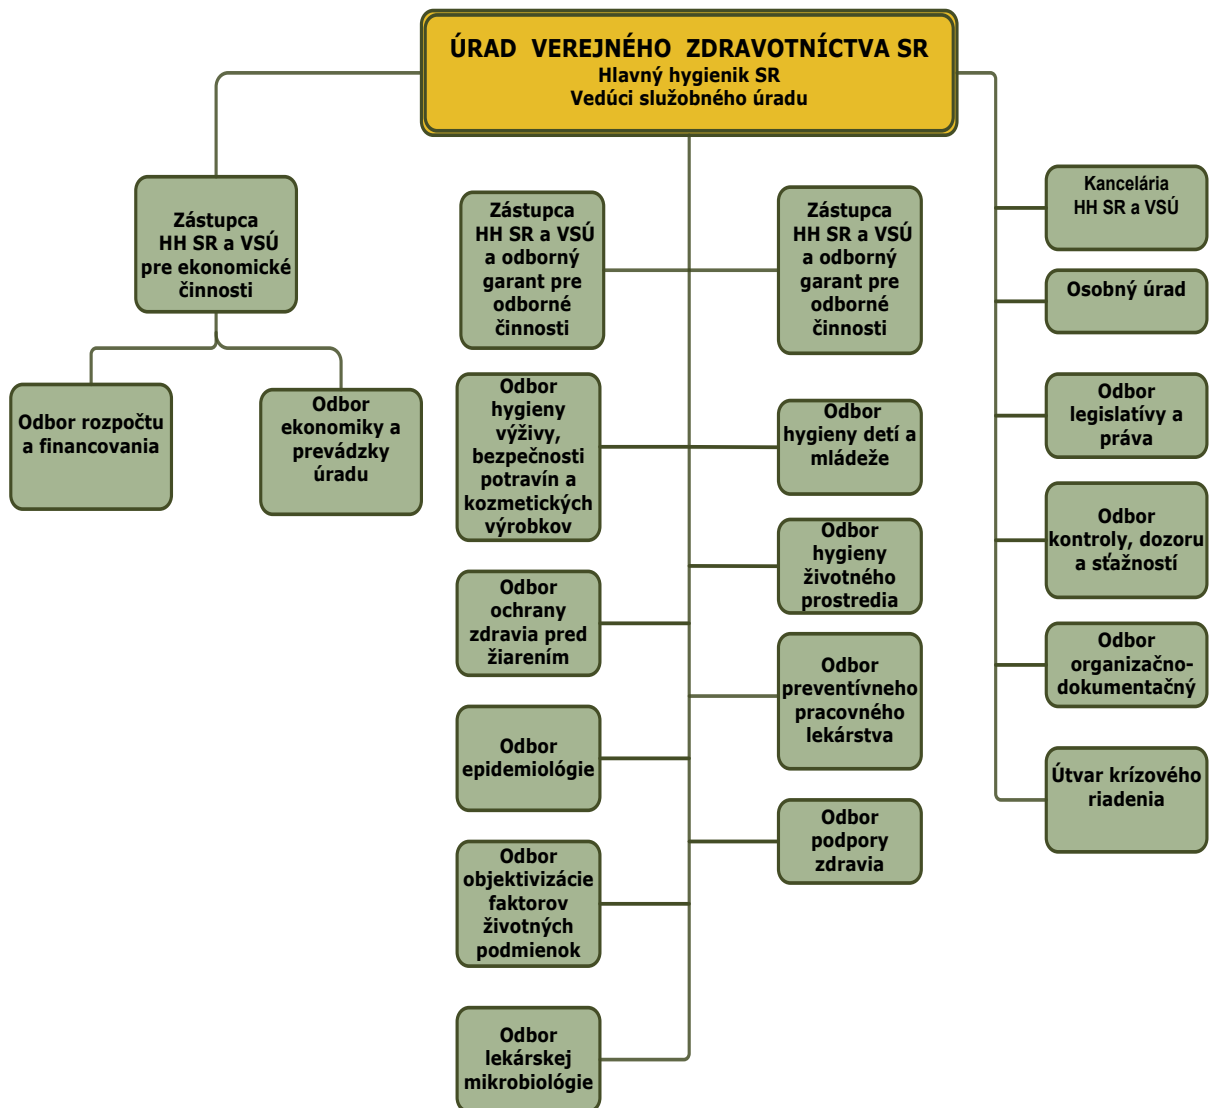 ÚRAD VEREJNÉHO ZDRAVOTNÍCTVA SR
Hlavný hygienik SR
Vedúci služobného úradu
Zástupca
HH SR a VSÚ
pre ekonomické
činnosti
Odbor rozpočtu
a financovania
Odbor
ekonomiky a
prevádzky
úradu
Zástupca
HH SR a VSÚ
a odborný
garant pre
odborné
činnosti
Zástupca
HH SR a VSÚ
a odborný
garant pre
odborné
činnosti
Odbor
hygieny
výživy,
bezpečnosti
potravín a
kozmetických
výrobkov
Odbor
hygieny detí a
mládeže
Odbor
hygieny
životného
prostredia
Odbor
ochrany
zdravia pred
žiarením
Odbor
preventívneho
pracovného
lekárstva
Odbor
epidemiológie
Odbor
podpory
zdravia
Odbor
objektivizácie
faktorov
životných
podmienok
Odbor
lekárskej
mikrobiológie
Kancelária
HH SR a VSÚ
Osobný úrad
Odbor
legislatívy a
práva
Odbor
kontroly, dozoru
a sťažností
Odbor
organizačno-
dokumentačný
Útvar krízového
riadenia